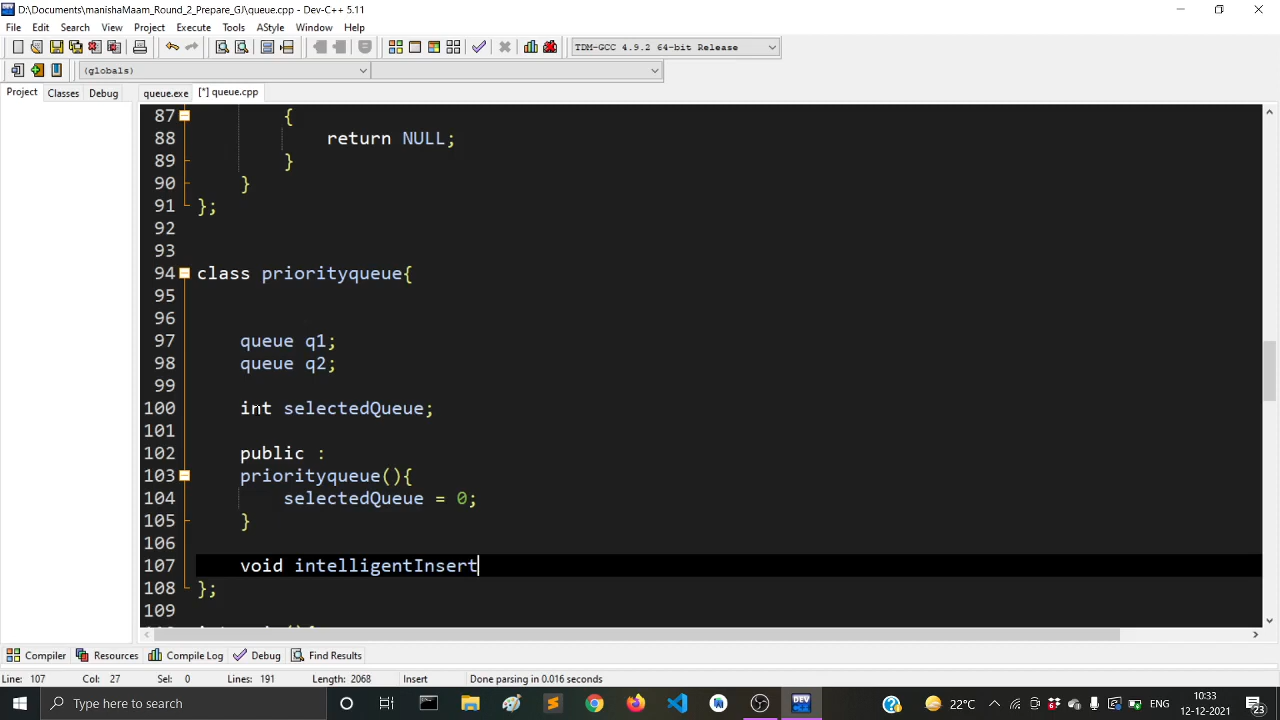 D:\Documents\manishaMaam_Round_2_Prepare_GJ\queue.cpp - Dev-C++ 5.11
File Edit Search View Project Execute Tools AStyle Window Help
TDM-GCC 4.9.2 64-bit Release
(globals)
Project Classes Debug queue.exe [*] queue.cpp
87 {
88 return NULL;
89 }
90 }
91 };
92
93
94 class priorityqueue{
95
96
97 queue q1;
98 queue q2;
99
100 int selectedQueue;
101
102 public :
103 priorityqueue(){
104 selectedQueue = 0;
105 }
106
107 void intelligentInsert
108 };
109
Compiler Resources Compile Log Debug Find Results
Line: 107 Col: 27 Sel: 0 Lines: 191 Length: 2068 Insert Done parsing in 0.016 seconds
Type here to search 22°C ENG 10:33
12-12-2021 23